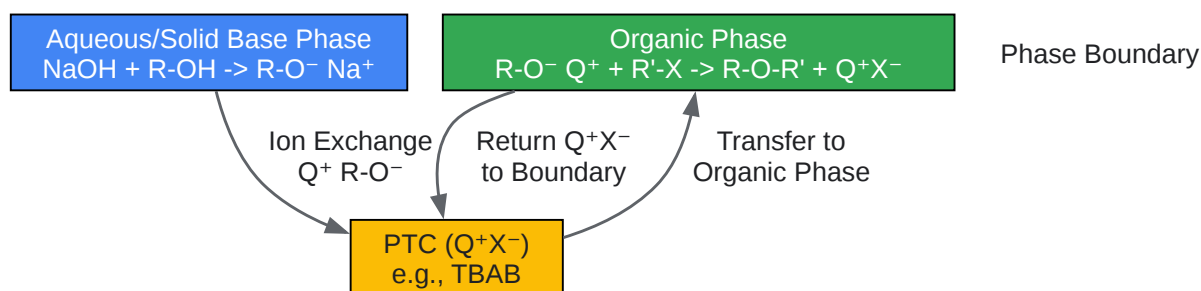 Aqueous/Solid Base Phase
NaOH + R-OH -> R-O⁻ Na⁺
Organic Phase
R-O⁻ Q⁺ + R'-X -> R-O-R' + Q⁺X⁻
Phase Boundary
Ion Exchange
Q⁺ R-O⁻
Return Q⁺X⁻
to Boundary
Transfer to
Organic Phase
PTC (Q⁺X⁻)
e.g., TBAB